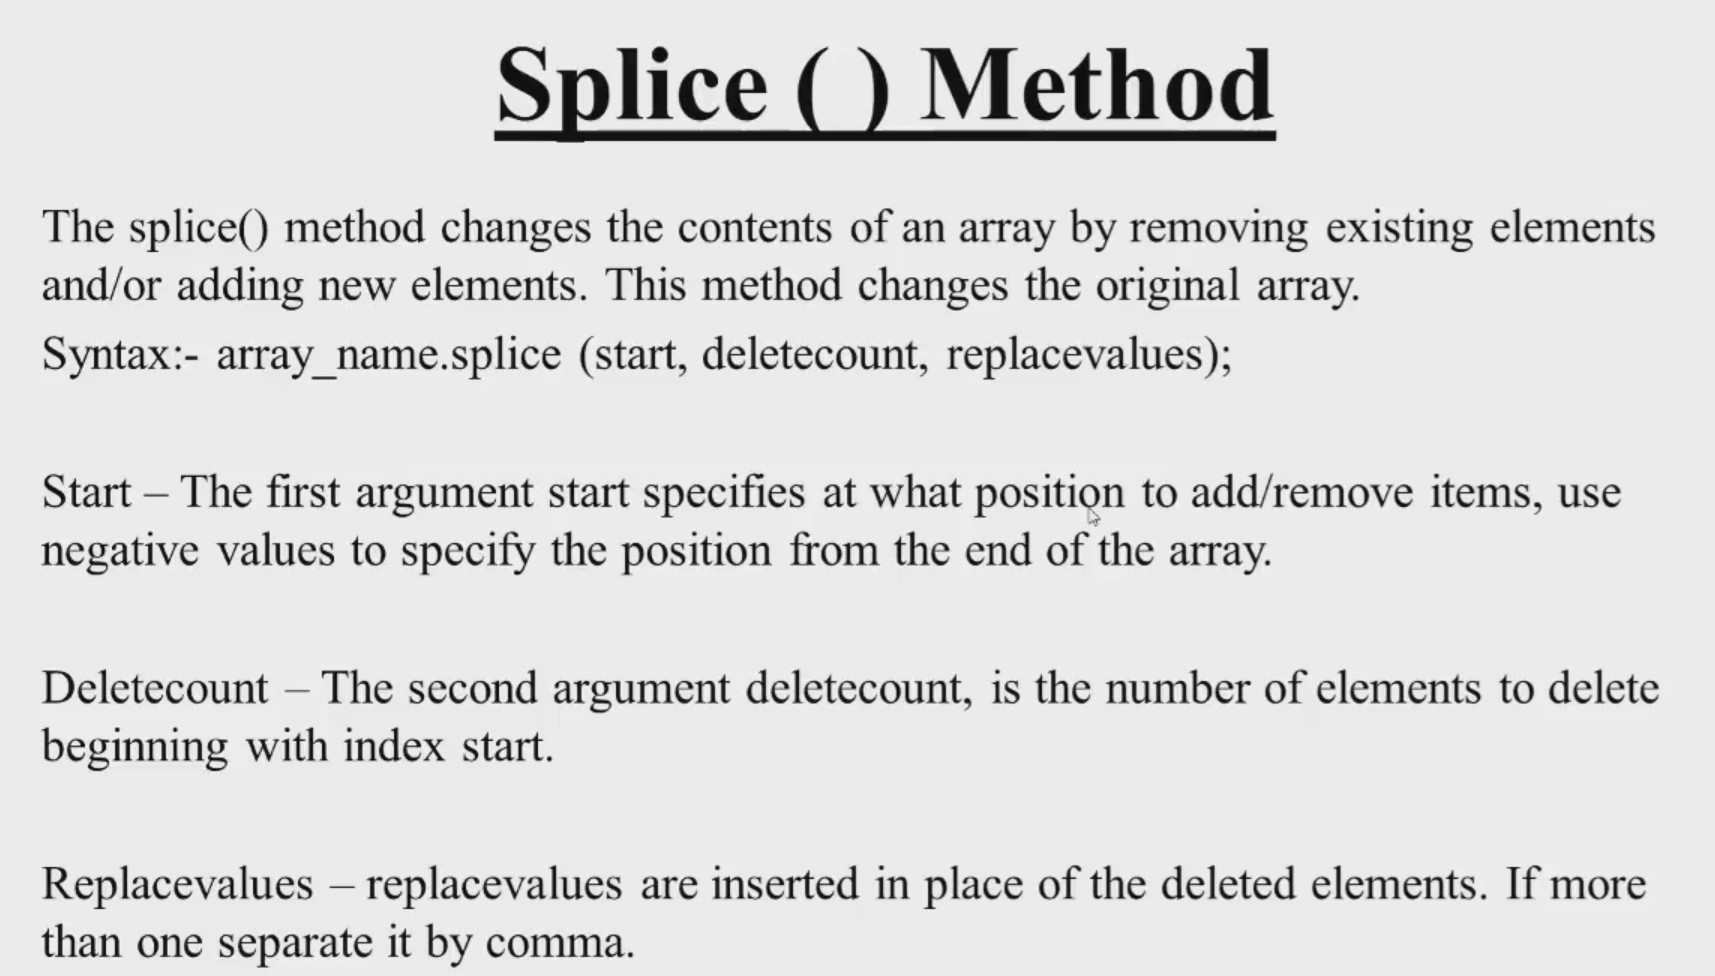 Splice ( ) Method
The splice() method changes the contents of an array by removing existing elements
and/or adding new elements. This method changes the original array.
Syntax:- array_name.splice (start, deletecount, replacevalues);
Start – The first argument start specifies at what position to add/remove items, use
negative values to specify the position from the end of the array.
Deletecount – The second argument deletecount, is the number of elements to delete
beginning with index start.
Replacevalues – replacevalues are inserted in place of the deleted elements. If more
than one separate it by comma.